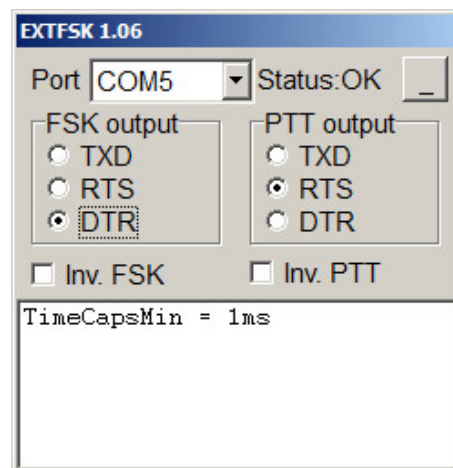 EXTFSK 1.06
Port COM5 Status:OK _
FSK output PTT output
TXD TXD
RTS RTS
DTR DTR
Inv. FSK Inv. PTT
TimeCapsMin = 1ms